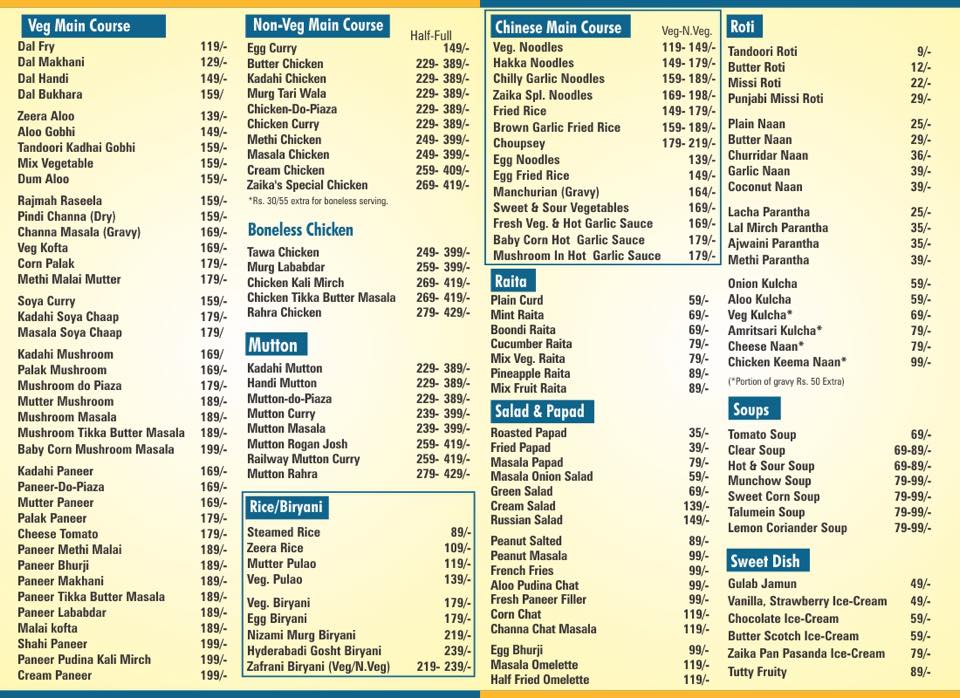 Veg Main Course
Dal Fry 119/-
Dal Makhani 129/-
Dal Handi 149/-
Dal Bukhara 159/
Zeera Aloo 139/-
Aloo Gobhi 149/-
Tandoori Kadhai Gobhi 159/-
Mix Vegetable 159/-
Dum Aloo 159/-
Rajmah Raseela 159/-
Pindi Channa (Dry) 159/-
Channa Masala (Gravy) 169/-
Veg Kofta 169/-
Corn Palak 179/-
Methi Malai Mutter 179/-
Soya Curry 159/-
Kadahi Soya Chaap 179/-
Masala Soya Chaap 179/
Kadahi Mushroom 169/
Palak Mushroom 169/-
Mushroom do Piaza 179/-
Mutter Mushroom 189/-
Mushroom Masala 189/-
Mushroom Tikka Butter Masala 189/-
Baby Corn Mushroom Masala 199/-
Kadahi Paneer 169/-
Paneer-Do-Piaza 169/-
Mutter Paneer 169/-
Palak Paneer 179/-
Cheese Tomato 179/-
Paneer Methi Malai 189/-
Paneer Bhurji 189/-
Paneer Makhani 189/-
Paneer Tikka Butter Masala 189/-
Paneer Lababdar 189/-
Malai kofta 189/-
Shahi Paneer 199/-
Paneer Pudina Kali Mirch 199/-
Cream Paneer 199/-
Non-Veg Main Course
Half-Full
Egg Curry 149/-
Butter Chicken 229- 389/-
Kadahi Chicken 229- 389/-
Murg Tari Wala 229- 389/-
Chicken-Do-Piaza 229- 389/-
Chicken Curry 229- 389/-
Methi Chicken 249- 399/-
Masala Chicken 249- 399/-
Cream Chicken 259- 409/-
Zaika's Special Chicken 269- 419/-
*Rs. 30/55 extra for boneless serving.
Boneless Chicken
Tawa Chicken 249- 399/-
Murg Lababdar 259- 399/-
Chicken Kali Mirch 269- 419/-
Chicken Tikka Butter Masala 269- 419/-
Rahra Chicken 279- 429/-
Mutton
Kadahi Mutton 229- 389/-
Handi Mutton 229- 389/-
Mutton-do-Piaza 229- 389/-
Mutton Curry 239- 399/-
Mutton Masala 239- 399/-
Mutton Rogan Josh 259- 419/-
Railway Mutton Curry 259- 419/-
Mutton Rahra 279- 429/-
Rice/Biryani
Steamed Rice 89/-
Zeera Rice 109/-
Mutter Pulao 119/-
Veg. Pulao 139/-
Veg. Biryani 179/-
Egg Biryani 179/-
Nizami Murg Biryani 219/-
Hyderabadi Gosht Biryani 239/-
Zafrani Biryani (Veg/N.Veg) 219- 239/-
Chinese Main Course Veg-N.Veg.
Veg. Noodles 119- 149/-
Hakka Noodles 149- 179/-
Chilly Garlic Noodles 159- 189/-
Zaika Spl. Noodles 169- 198/-
Fried Rice 149- 179/-
Brown Garlic Fried Rice 159- 189/-
Choupsey 179- 219/-
Egg Noodles 139/-
Egg Fried Rice 149/-
Manchurian (Gravy) 164/-
Sweet & Sour Vegetables 169/-
Fresh Veg. & Hot Garlic Sauce 169/-
Baby Corn Hot Garlic Sauce 179/-
Mushroom In Hot Garlic Sauce 179/-
Raita
Plain Curd 59/-
Mint Raita 69/-
Boondi Raita 69/-
Cucumber Raita 79/-
Mix Veg. Raita 79/-
Pineapple Raita 89/-
Mix Fruit Raita 89/-
Salad & Papad
Roasted Papad 35/-
Fried Papad 39/-
Masala Papad 79/-
Masala Onion Salad 59/-
Green Salad 69/-
Cream Salad 139/-
Russian Salad 149/-
Peanut Salted 89/-
Peanut Masala 99/-
French Fries 99/-
Aloo Pudina Chat 99/-
Fresh Paneer Filler 99/-
Corn Chat 119/-
Channa Chat Masala 119/-
Egg Bhurji 99/-
Masala Omelette 119/-
Half Fried Omelette 119/-
Roti
Tandoori Roti 9/-
Butter Roti 12/-
Missi Roti 22/-
Punjabi Missi Roti 29/-
Plain Naan 25/-
Butter Naan 29/-
Churridar Naan 36/-
Garlic Naan 39/-
Coconut Naan 39/-
Lacha Parantha 25/-
Lal Mirch Parantha 35/-
Ajwaini Parantha 35/-
Methi Parantha 39/-
Onion Kulcha 59/-
Aloo Kulcha 59/-
Veg Kulcha* 69/-
Amritsari Kulcha* 79/-
Cheese Naan* 79/-
Chicken Keema Naan* 99/-
(*Portion of gravy Rs. 50 Extra)
Soups
Tomato Soup 69/-
Clear Soup 69-89/-
Hot & Sour Soup 69-89/-
Munchow Soup 79-99/-
Sweet Corn Soup 79-99/-
Talumein Soup 79-99/-
Lemon Coriander Soup 79-99/-
Sweet Dish
Gulab Jamun 49/-
Vanilla, Strawberry Ice-Cream 49/-
Chocolate Ice-Cream 59/-
Butter Scotch Ice-Cream 59/-
Zaika Pan Pasanda Ice-Cream 79/-
Tutty Fruity 89/-